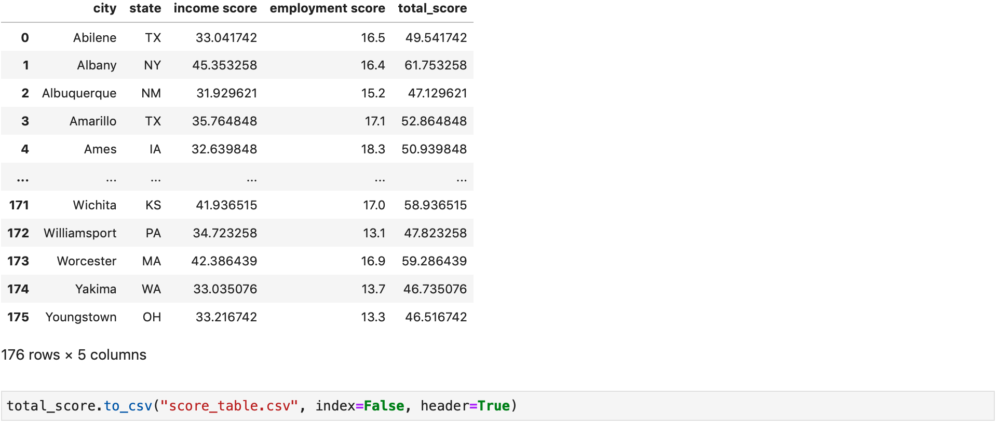 city state income score employment score total_score
0 Abilene TX 33.041742 16.5 49.541742
1 Albany NY 45.353258 16.4 61.753258
2 Albuquerque NM 31.929621 15.2 47.129621
3 Amarillo TX 35.764848 17.1 52.864848
4 Ames IA 32.639848 18.3 50.939848
... ... ... ... ... ...
171 Wichita KS 41.936515 17.0 58.936515
172 Williamsport PA 34.723258 13.1 47.823258
173 Worcester MA 42.386439 16.9 59.286439
174 Yakima WA 33.035076 13.7 46.735076
175 Youngstown OH 33.216742 13.3 46.516742
176 rows × 5 columns
total_score.to_csv("score_table.csv", index=False, header=True)